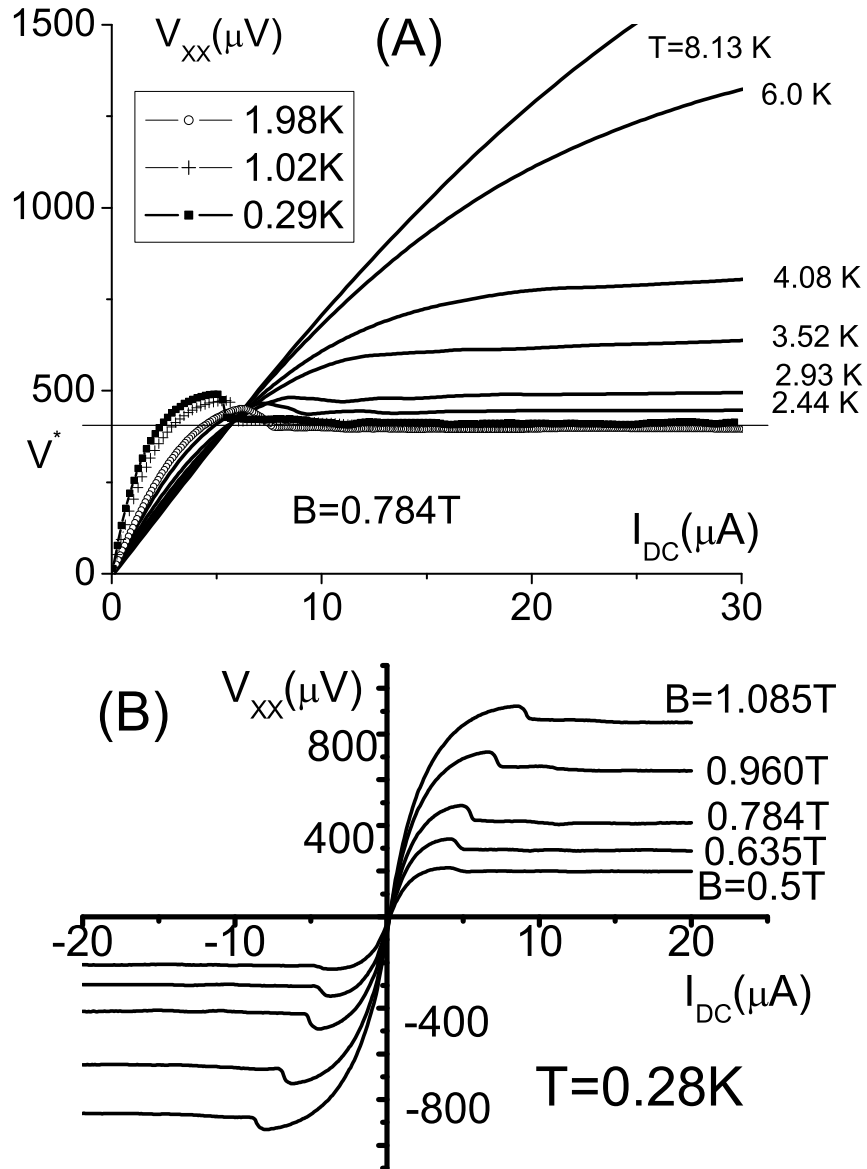 1500
V_XX(μV)
(A)
T=8.13 K
6.0 K
1.98K
1.02K
0.29K
1000
4.08 K
3.52 K
500
2.93 K
2.44 K
V*
B=0.784T
I_DC(μA)
0
0 10 20 30
(B)
V_XX(μV)
B=1.085T
800
0.960T
0.784T
400
0.635T
B=0.5T
-20 -10 10 20
I_DC(μA)
-400
T=0.28K
-800